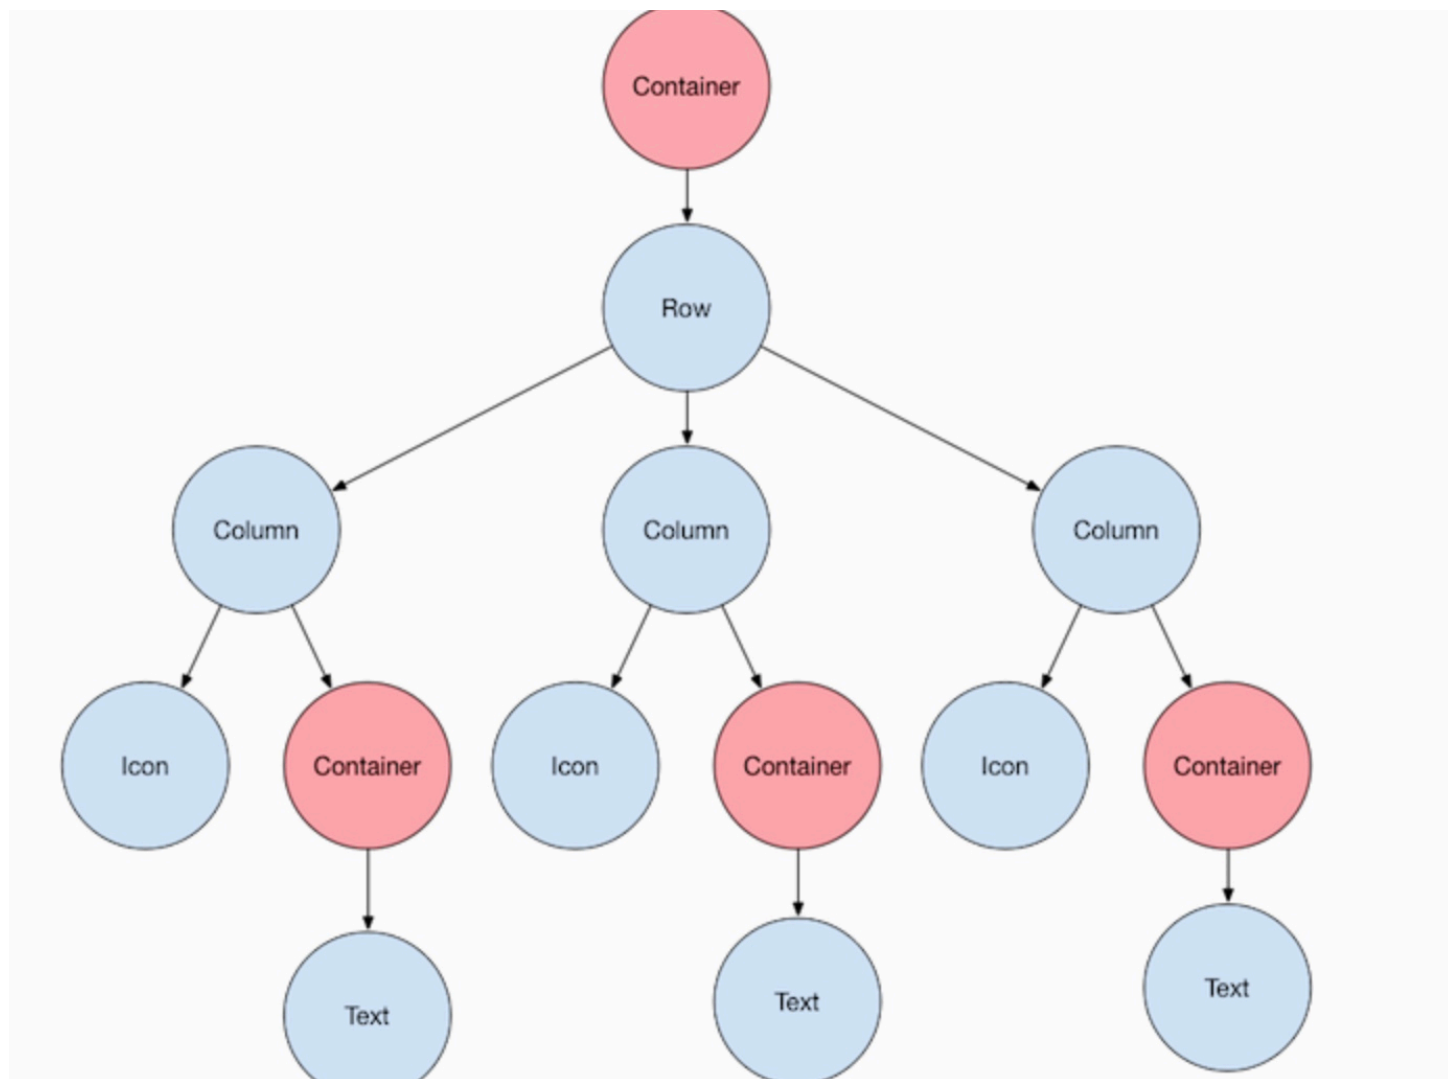 Container
Row
Column
Column
Column
Icon
Container
Icon
Container
Icon
Container
Text
Text
Text